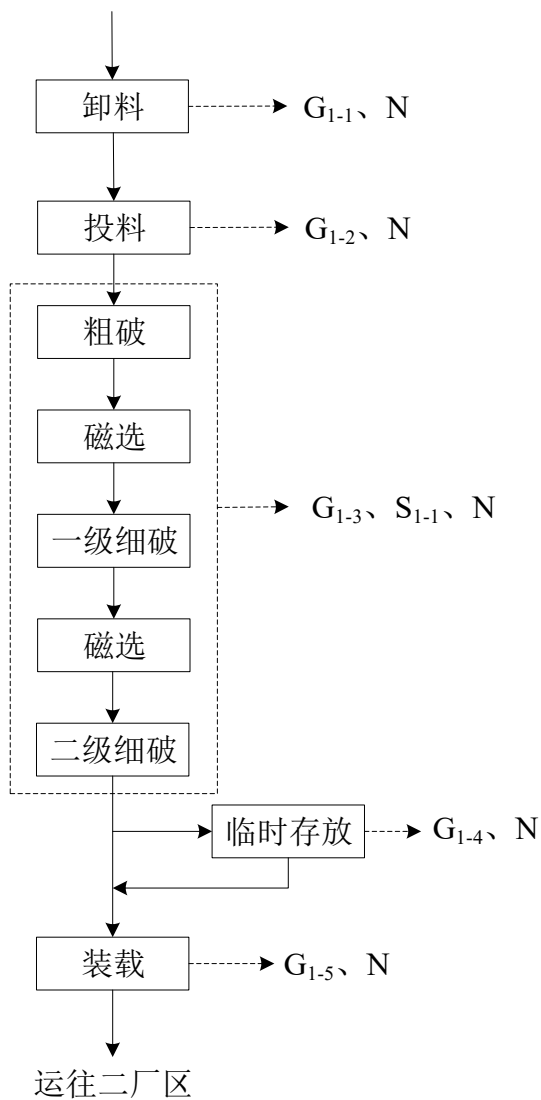 卸料
G₁₋₁、N
投料
G₁₋₂、N
粗破
磁选
G₁₋₃、S₁₋₁、N
一级细破
磁选
二级细破
临时存放
G₁₋₄、N
装载
G₁₋₅、N
运往二厂区